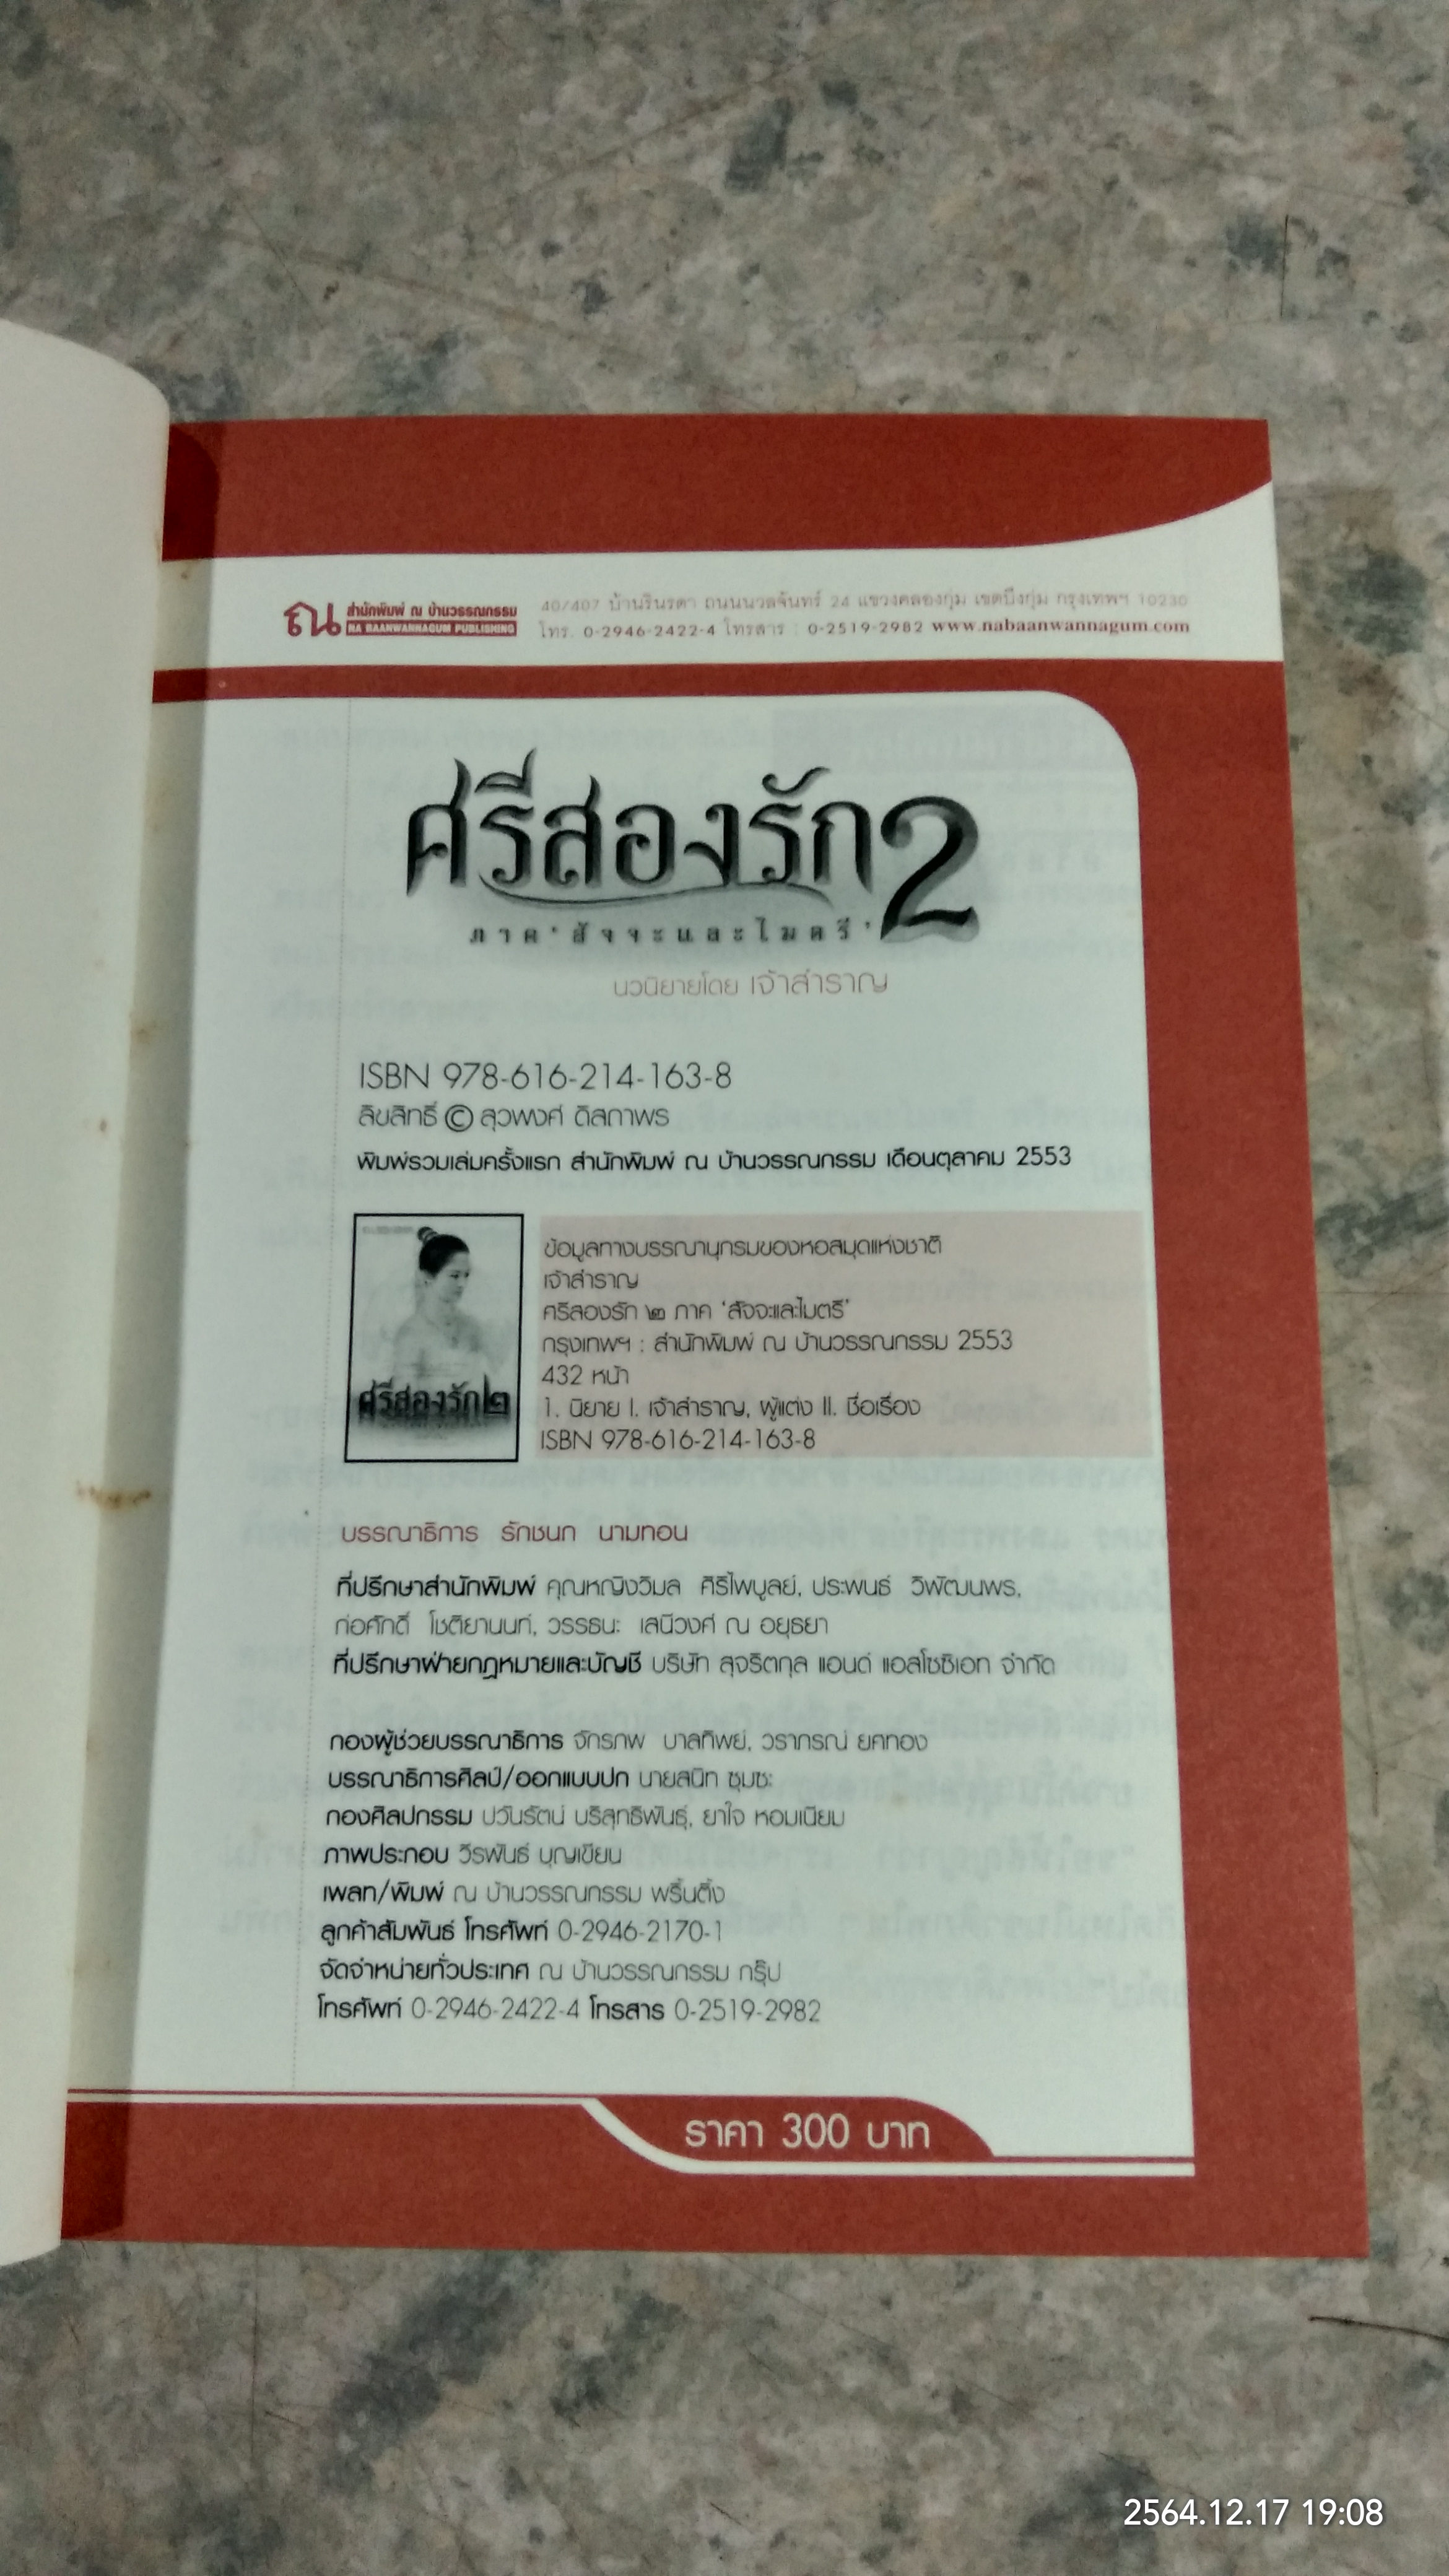 ณ สำนักพิมพ์ ณ บ้านวรรณกรรม
NA BAANWANNAGUM PUBLISHING
40/407 บ้านรินรดา ถนนนวลจันทร์ 24 แขวงคลองกุ่ม เขตบึงกุ่ม กรุงเทพฯ 10230
โทร. 0-2946-2422-4 โทรสาร : 0-2519-2982 www.nabaanwannagum.com
ศรีสองรัก2
ภาค 'สัจจะและไมตรี'
นวนิยายโดย เจ้าสำราญ
ISBN 978-616-214-163-8
ลิขสิทธิ์ © สุวพงศ์ ดิสภาพร
พิมพ์รวมเล่มครั้งแรก สำนักพิมพ์ ณ บ้านวรรณกรรม เดือนตุลาคม 2553
ศรีสองรัก๒
ข้อมูลทางบรรณานุกรมของหอสมุดแห่งชาติ
เจ้าสำราญ
ศรีสองรัก ๒ ภาค 'สัจจะและไมตรี'
กรุงเทพฯ : สำนักพิมพ์ ณ บ้านวรรณกรรม 2553
432 หน้า
1. นิยาย I. เจ้าสำราญ, ผู้แต่ง II. ชื่อเรื่อง
ISBN 978-616-214-163-8
บรรณาธิการ รักชนก นามทอน
ที่ปรึกษาสำนักพิมพ์ คุณหญิงวิมล ศิริไพบูลย์, ประพนธ์ วิพัฒนพร,
ก่อศักดิ์ โชติยานนท์, วรรธนะ เสนีวงศ์ ณ อยุธยา
ที่ปรึกษาฝ่ายกฎหมายและบัญชี บริษัท สุจริตกุล แอนด์ แอสโซซิเอท จำกัด
กองผู้ช่วยบรรณาธิการ จักรภพ บาลทิพย์, วราภรณ์ ยศทอง
บรรณาธิการศิลป์/ออกแบบปก นายสนิท ชุมชะ
กองศิลปกรรม ปวันรัตน์ บริสุทธิพันธุ์, ยาใจ หอมเนียม
ภาพประกอบ วีรพันธ์ บุญเขียน
เพลท/พิมพ์ ณ บ้านวรรณกรรม พริ้นติ้ง
ลูกค้าสัมพันธ์ โทรศัพท์ 0-2946-2170-1
จัดจำหน่ายทั่วประเทศ ณ บ้านวรรณกรรม กรุ๊ป
โทรศัพท์ 0-2946-2422-4 โทรสาร 0-2519-2982
ราคา 300 บาท
2564.12.17 19:08